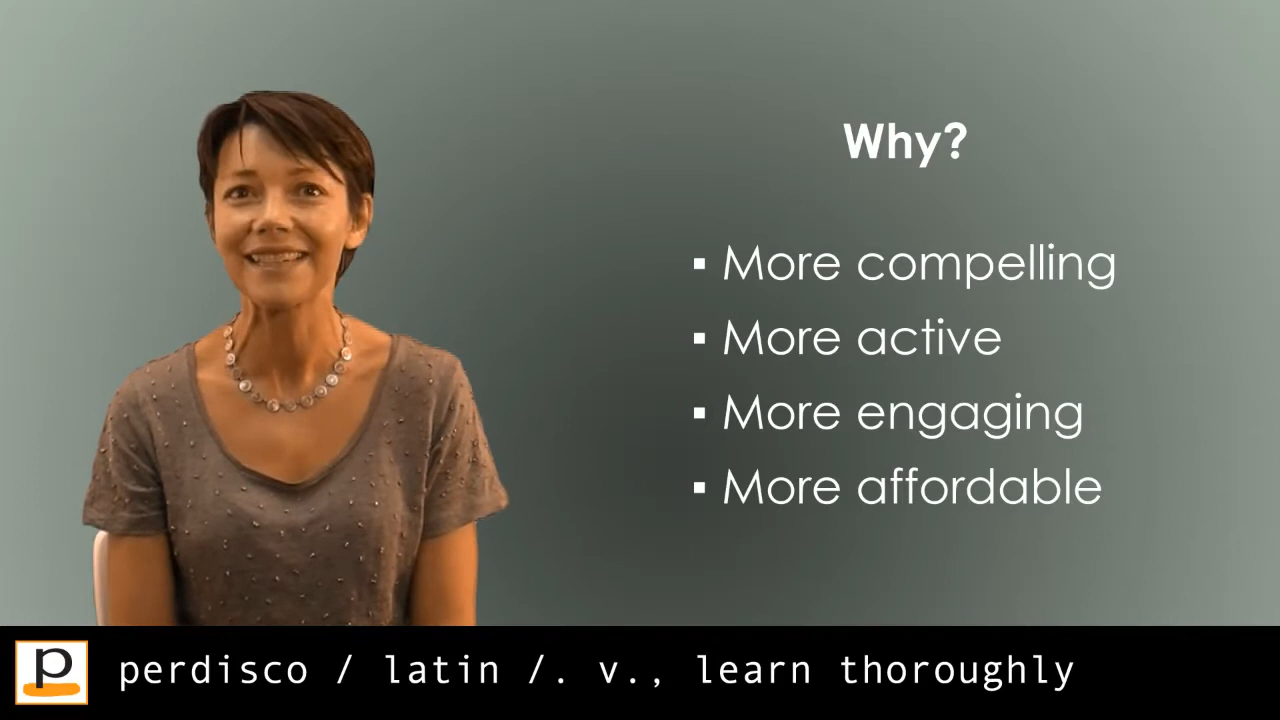 Why?
▪ More compelling
▪ More active
▪ More engaging
▪ More affordable
p
perdisco / latin /. v., learn thoroughly